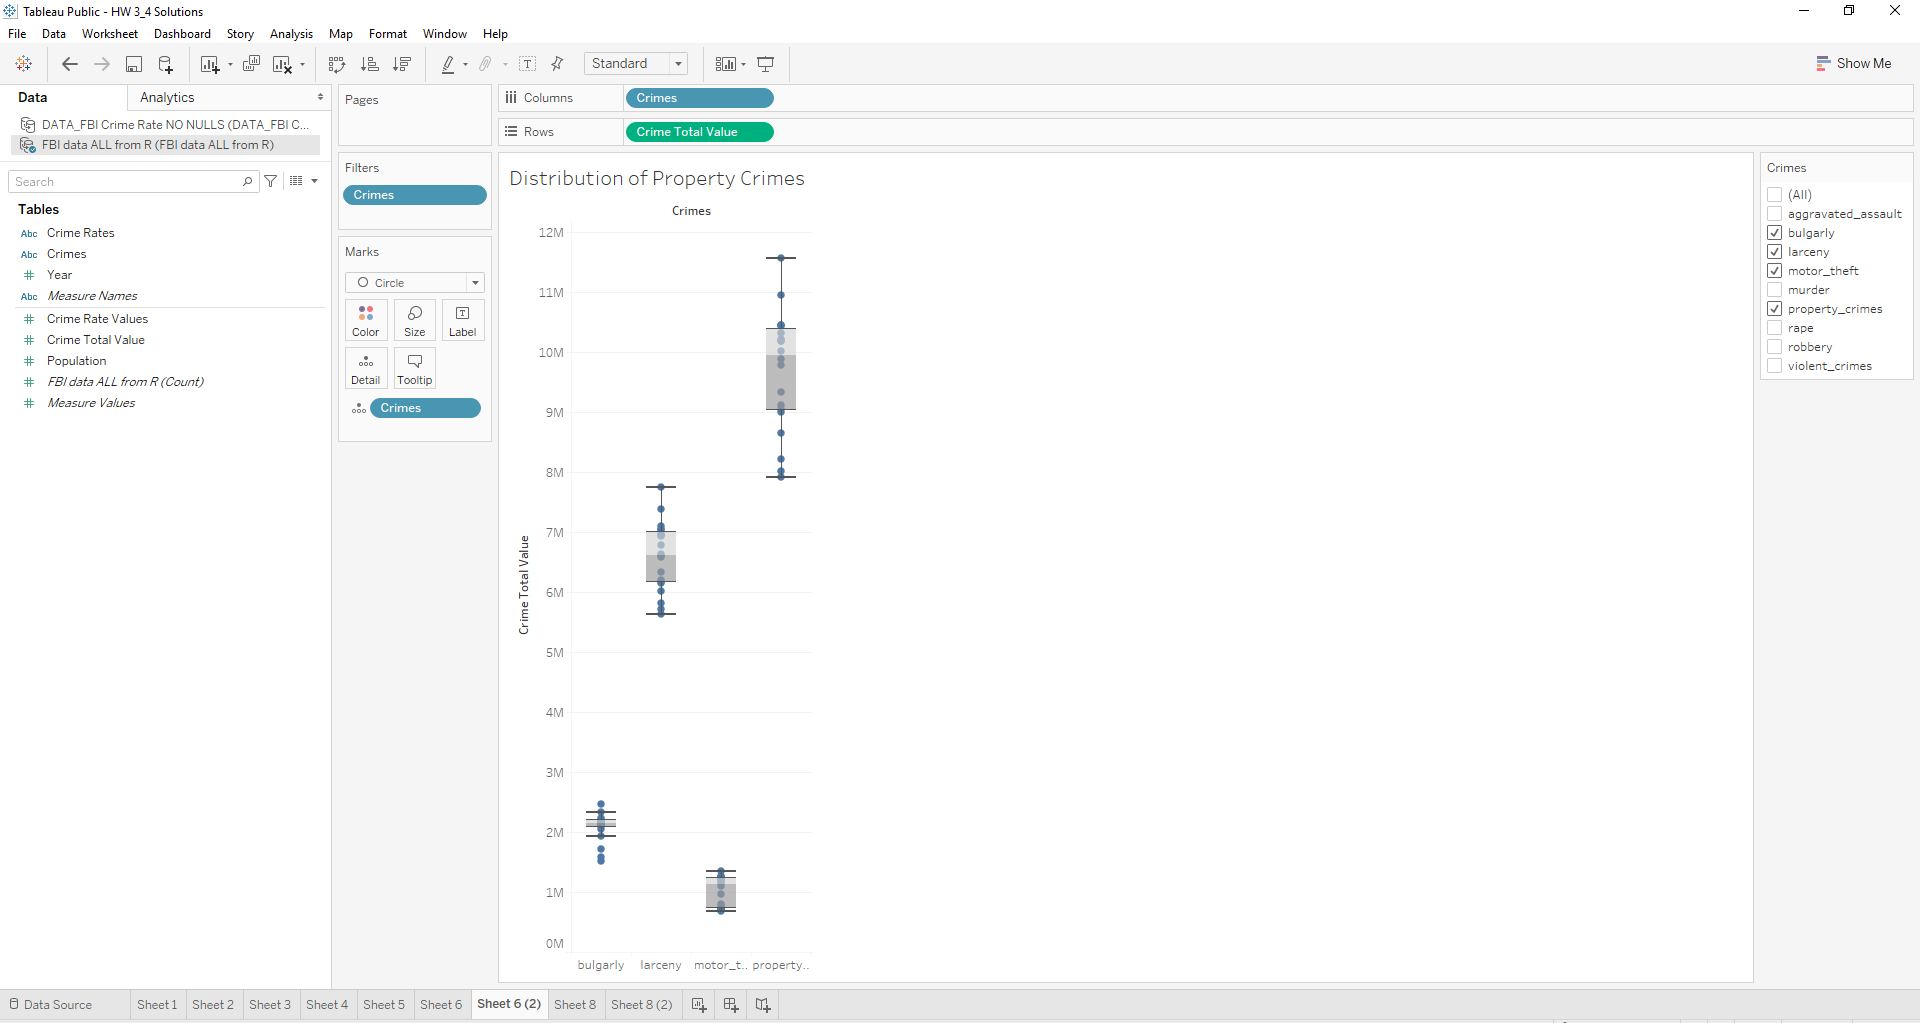 Tableau Public - HW 3_4 Solutions
File Data Worksheet Dashboard Story Analysis Map Format Window Help
Standard
Show Me
Data Analytics
DATA_FBI Crime Rate NO NULLS (DATA_FBI C...
FBI data ALL from R (FBI data ALL from R)
Search
Tables
Abc Crime Rates
Abc Crimes
# Year
Abc Measure Names
# Crime Rate Values
# Crime Total Value
# Population
# FBI data ALL from R (Count)
# Measure Values
Pages
Filters
Crimes
Marks
Circle
Color Size Label
Detail Tooltip
Crimes
Columns Crimes
Rows Crime Total Value
Distribution of Property Crimes
Crimes
12M
11M
10M
9M
8M
7M
6M
5M
4M
3M
2M
1M
0M
Crime Total Value
bulgarly larceny motor_t.. property..
Crimes
(All)
aggravated_assault
bulgarly
larceny
motor_theft
murder
property_crimes
rape
robbery
violent_crimes
Data Source Sheet 1 Sheet 2 Sheet 3 Sheet 4 Sheet 5 Sheet 6 Sheet 6 (2) Sheet 8 Sheet 8 (2)